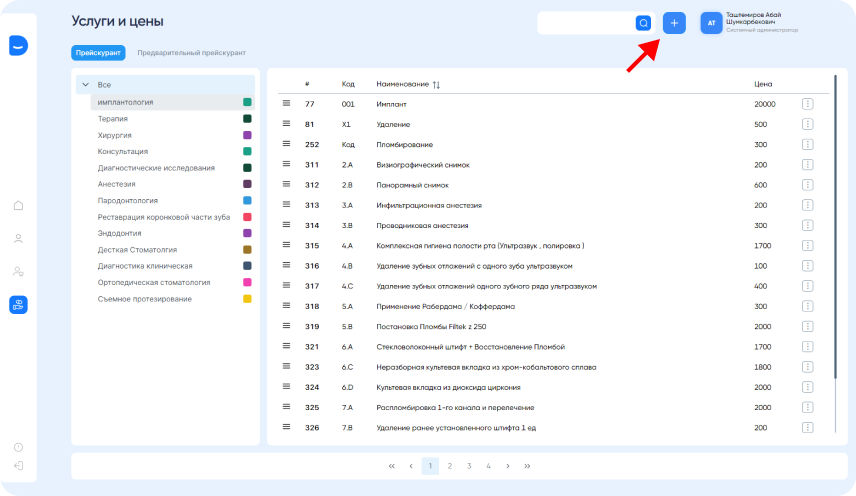 Услуги и цены
АТ
Таштемиров Абай
Шумкарбекович
Системный администратор
Прейскурант
Предварительный прейскурант
Все
имплантология
Терапия
Хирургия
Консультация
Диагностические исследования
Анестезия
Пародонтология
Реставрация коронковой части зуба
Эндодонтия
Десткая Стоматолгия
Диагностика клиническая
Ортопедическая стоматология
Съемное протезирование
# Код Наименование Цена
77 001 Имплант 20000
81 X1 Удаление 500
252 Код Пломбирование 300
311 2.A Визиографический снимок 200
312 2.B Панорамный снимок 600
313 3.A Инфильтрационная анестезия 200
314 3.B Проводниковая анестезия 300
315 4.A Комплексная гигиена полости рта (Ультразвук , полировка ) 1700
316 4.B Удаление зубных отложений с одного зуба ультразвуком 100
317 4.C Удаление зубных отложений одного зубного ряда ультразвуком 400
318 5.A Применение Рабердама / Коффердама 300
319 5.B Постановка Пломбы Filtek z 250 2000
321 6.A Стекловолоконный штифт + Восстановление Пломбой 1700
323 6.C Неразборная культевая вкладка из хром-кобальтового сплава 1800
324 6.D Культевая вкладка из диоксида циркония 2000
325 7.A Распломбировка 1-го канала и перелечение 2000
326 7.B Удаление ранее установленного штифта 1 ед 200
« ‹ 1 2 3 4 › »